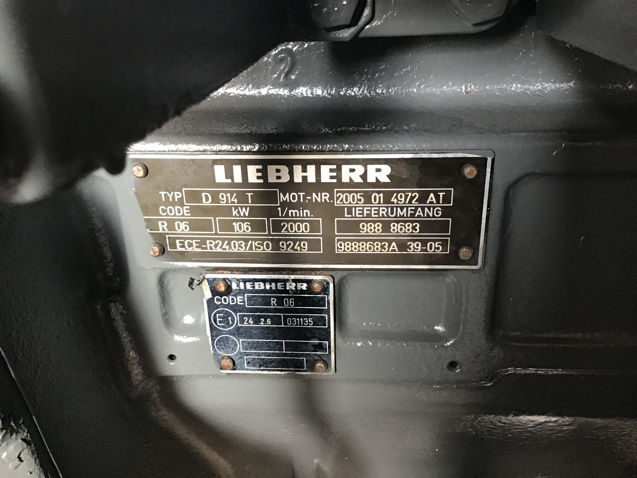 LIEBHERR
TYP D 914 T MOT.-NR. 2005 01 4972 AT
CODE kW 1/min. LIEFERUMFANG
R 06 106 2000 988 8683
ECE-R24.03/ISO 9249 9888683A 39-05
LIEBHERR
CODE R 06
E1 24 2.6 031135